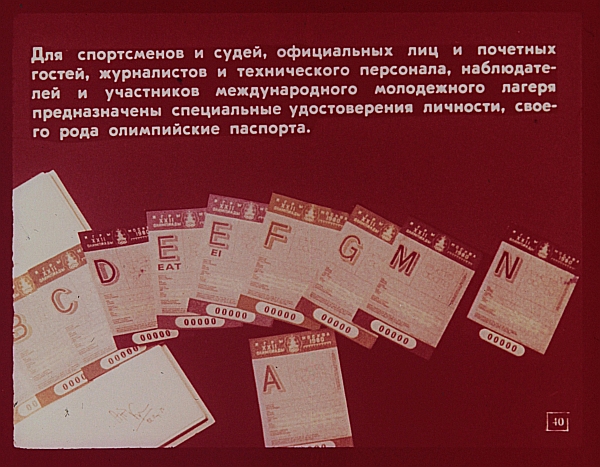 Для спортсменов и судей, официальных лиц и почетных
гостей, журналистов и технического персонала, наблюдате-
лей и участников международного молодежного лагеря
предназначены специальные удостоверения личности, свое-
го рода олимпийские паспорта.
B
C
D
00000
E
EAT
00000
E
EI
00000
F
00000
G
00000
M
00000
N
00000
A
40